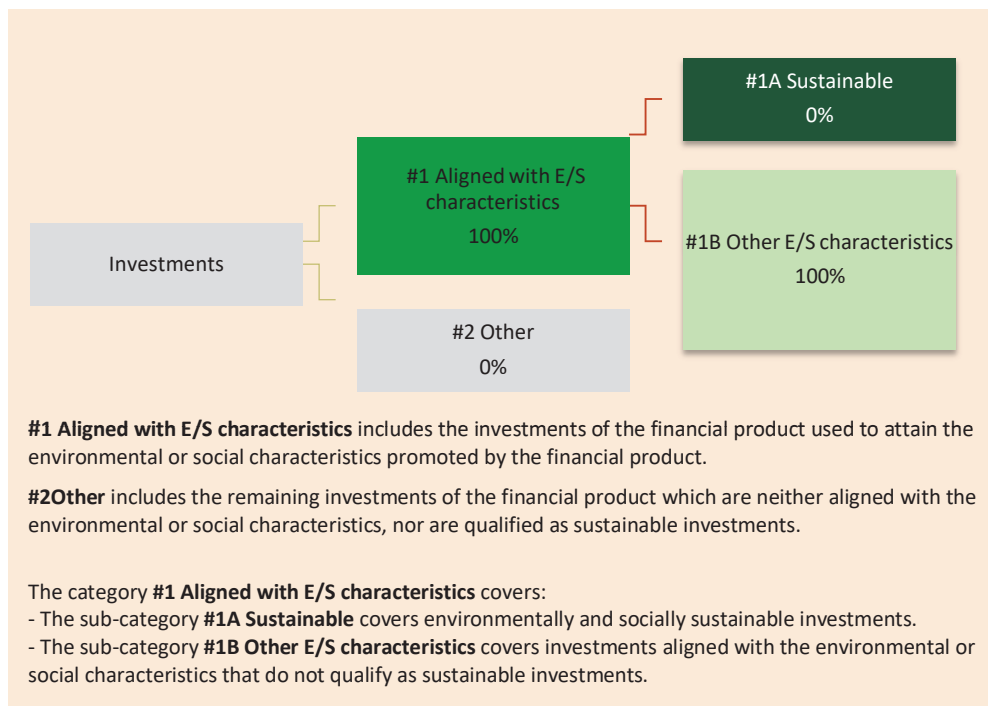 #1A Sustainable
0%
#1 Aligned with E/S
characteristics
100%
#1B Other E/S characteristics
100%
Investments
#2 Other
0%
#1 Aligned with E/S characteristics includes the investments of the financial product used to attain the
environmental or social characteristics promoted by the financial product.
#2Other includes the remaining investments of the financial product which are neither aligned with the
environmental or social characteristics, nor are qualified as sustainable investments.
The category #1 Aligned with E/S characteristics covers:
- The sub-category #1A Sustainable covers environmentally and socially sustainable investments.
- The sub-category #1B Other E/S characteristics covers investments aligned with the environmental or
social characteristics that do not qualify as sustainable investments.